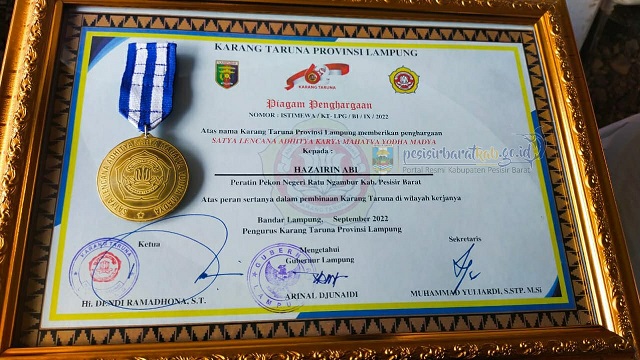 KARANG TARUNA PROVINSI LAMPUNG
KARANG TARUNA
Piagam Penghargaan
NOMOR : ISTIMEWA / KT- LPG / BI / IX / 2022
Atas nama Karang Taruna Provinsi Lampung memberikan penghargaan
SATYA LENCANA ADHITYA KARYA MAHATVA YODHA MADYA
Kepada :
HAZAIRIN ABI
Peratin Pekon Negeri Ratu Ngambur Kab. Pesisir Barat
Atas peran sertanya dalam pembinaan Karang Taruna di wilayah kerjanya
pesisirbaratkab.go.id
Portal Resmi Kabupaten Pesisir Barat
Bandar Lampung, September 2022
Pengurus Karang Taruna Provinsi Lampung
Ketua
KARANG TARUNA
Hi. DENDI RAMADHONA, S.T.
Mengetahui
Gubernur Lampung
GUBERNUR
LAMPUNG
ARINAL DJUNAIDI
Sekretaris
MUHAMMAD YULIARDI, S.STP. M.Si